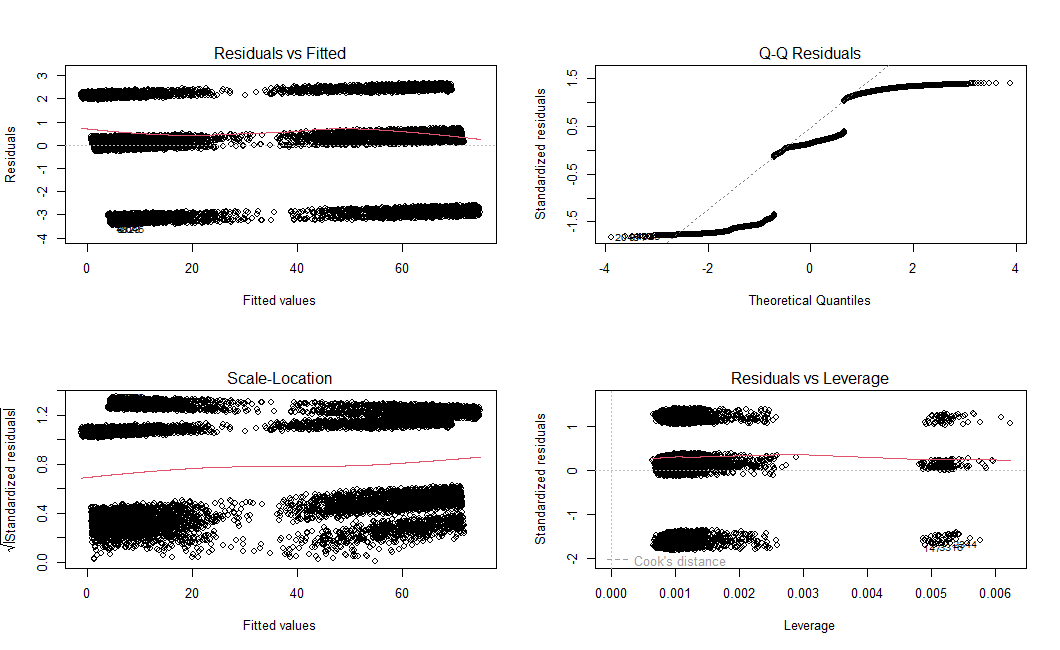 Residuals vs Fitted
Residuals
3
2
1
0
-1
-2
-3
-4
0 20 40 60
Fitted values
Q-Q Residuals
Standardized residuals
1.5
0.5
-0.5
-1.5
-4 -2 0 2 4
Theoretical Quantiles
Scale-Location
√|Standardized residuals|
1.2
0.8
0.4
0.0
0 20 40 60
Fitted values
Residuals vs Leverage
Standardized residuals
1
0
-1
-2
Cook's distance
0.000 0.001 0.002 0.003 0.004 0.005 0.006
Leverage